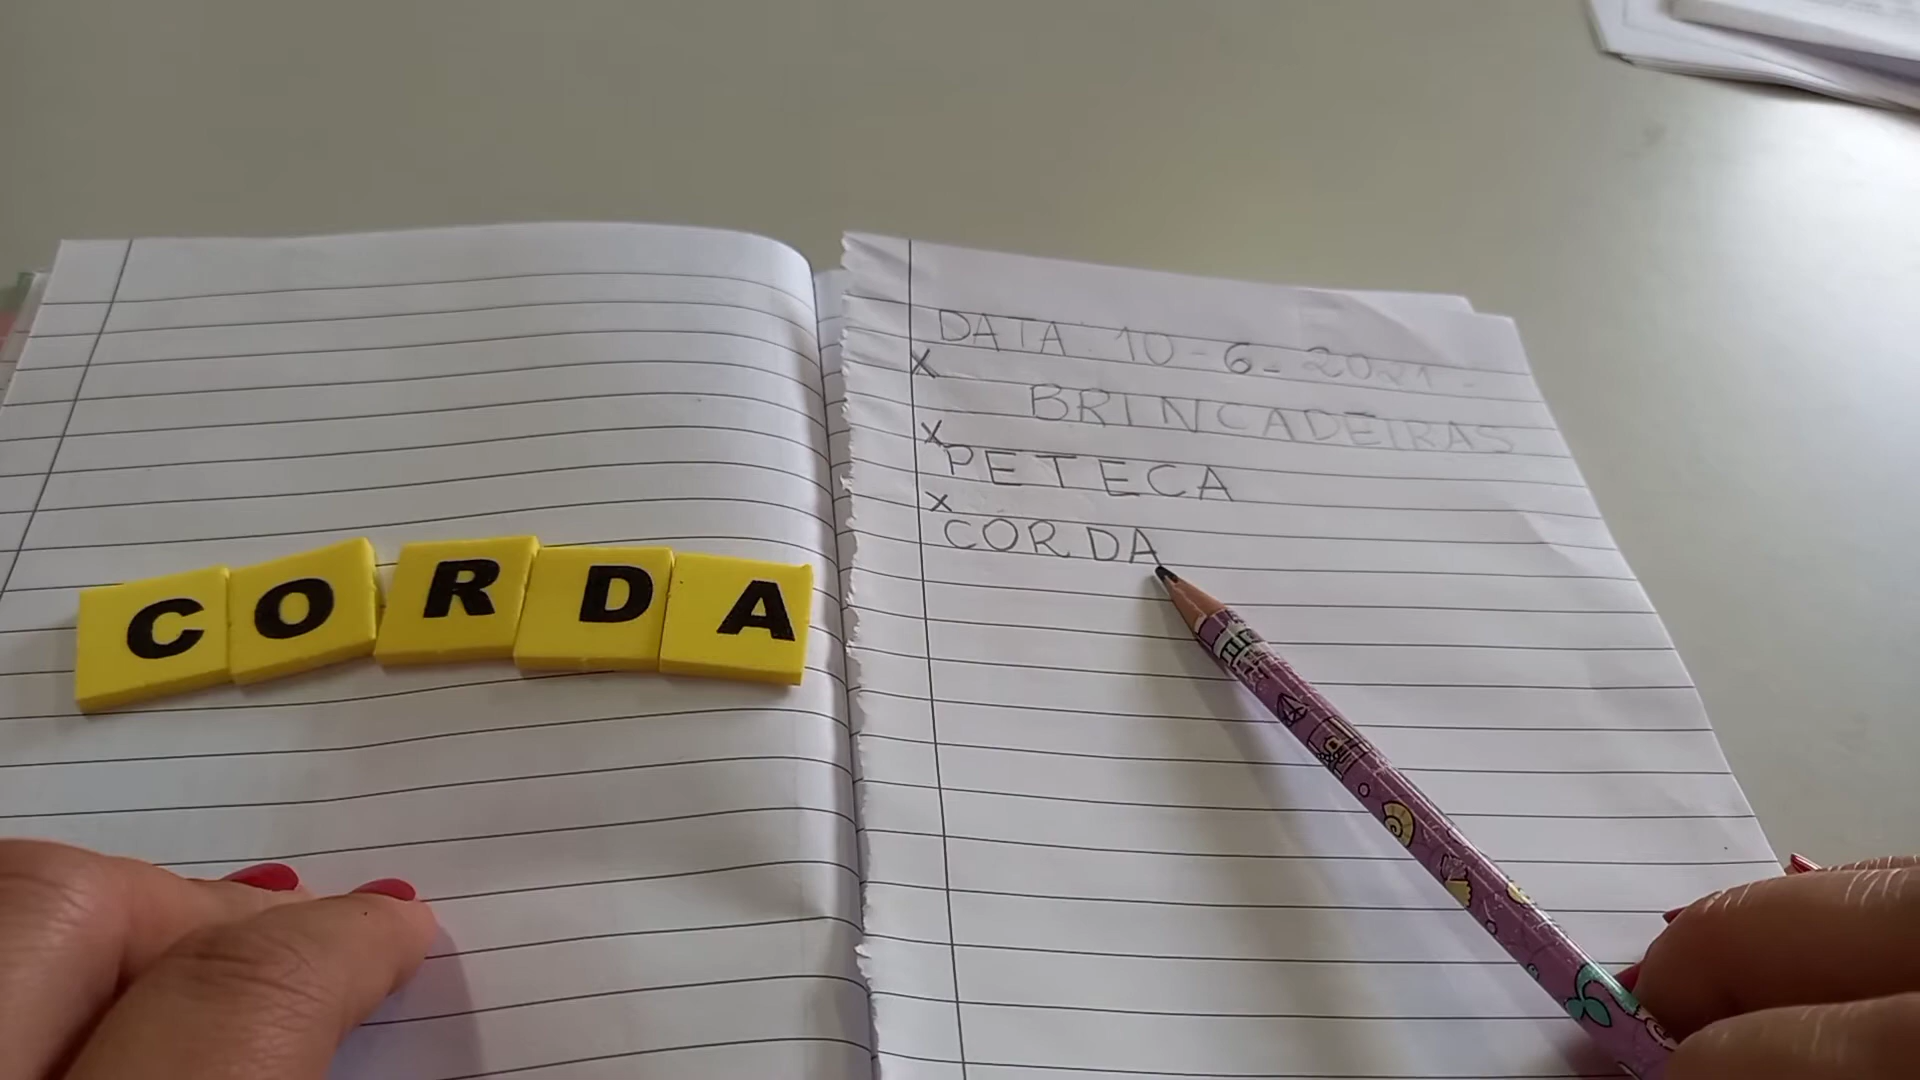 CORDA
DATA: 10-6-2021
X
BRINCADEIRAS
X
PETECA
X
CORDA